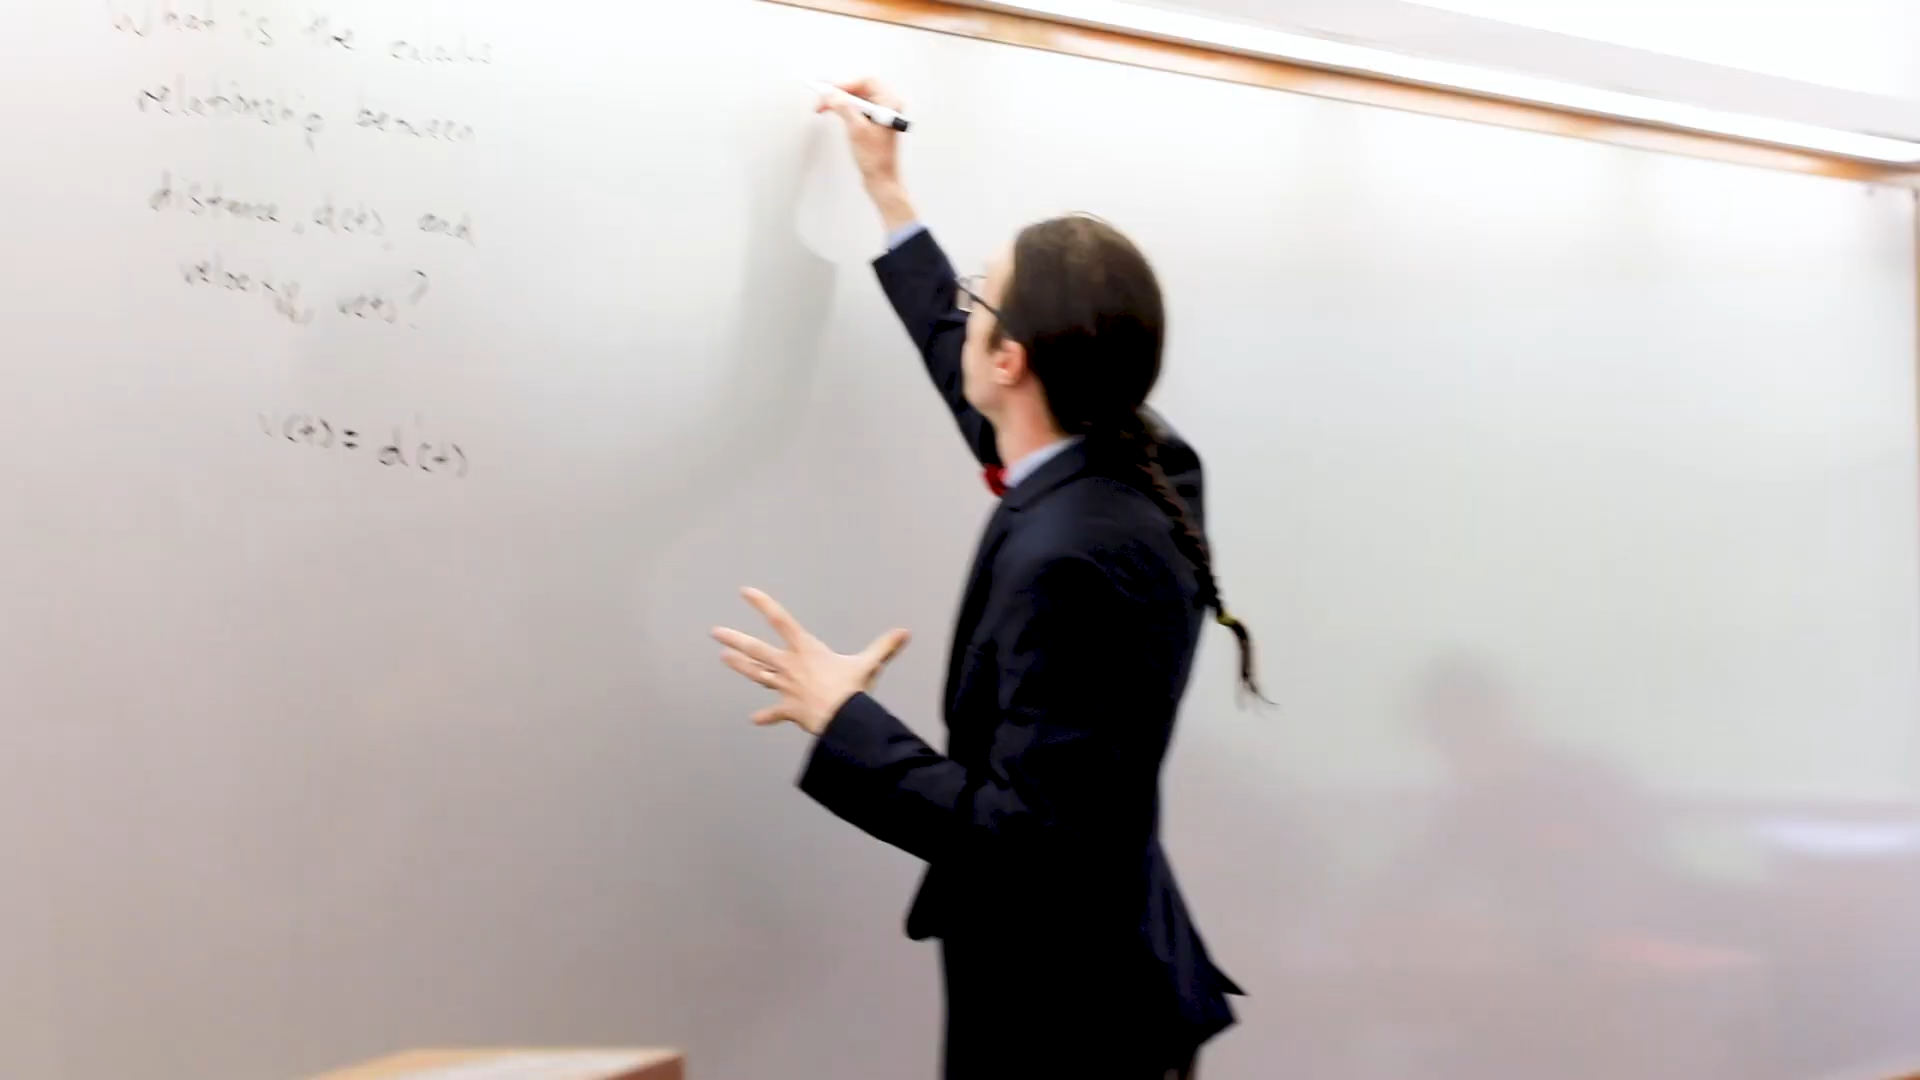 What is the calculus
relationship between
distance, d(t), and
velocity, v(t)?
v(t) = d'(t)